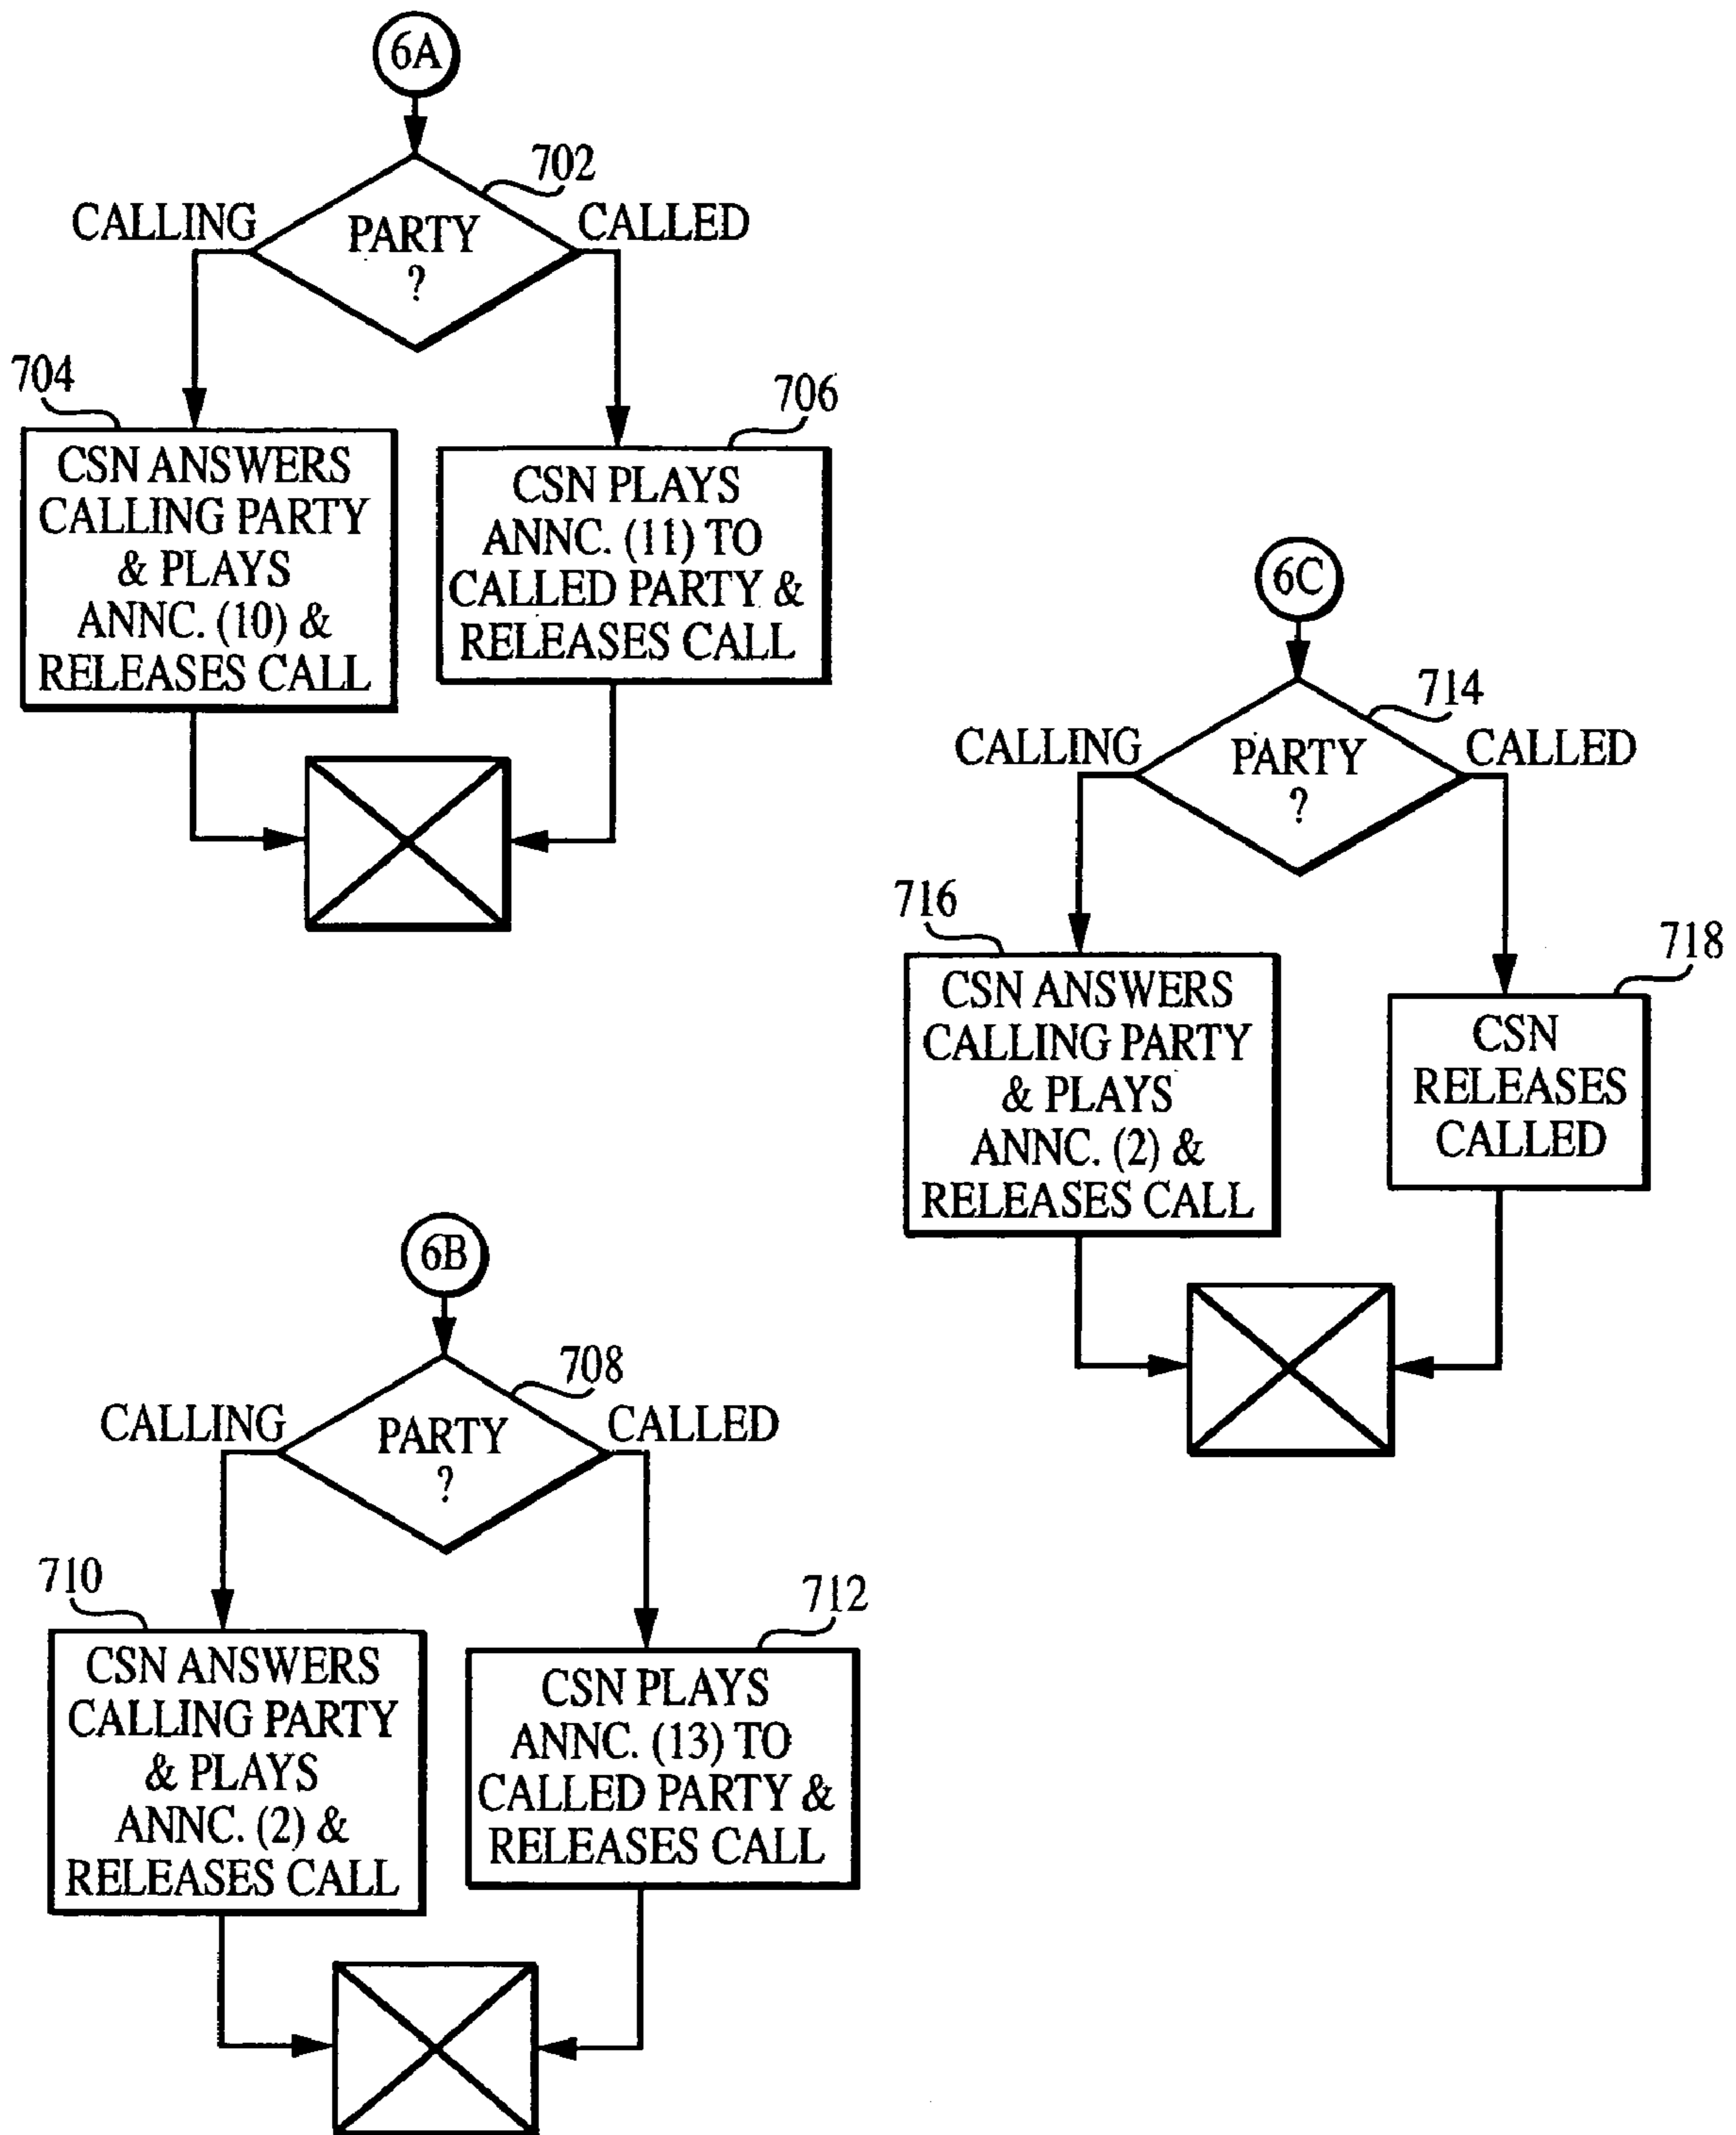 6A
702
CALLING
PARTY
?
CALLED
704
CSN ANSWERS
CALLING PARTY
& PLAYS
ANNC. (10) &
RELEASES CALL
706
CSN PLAYS
ANNC. (11) TO
CALLED PARTY &
RELEASES CALL
6C
714
CALLING
PARTY
?
CALLED
716
CSN ANSWERS
CALLING PARTY
& PLAYS
ANNC. (2) &
RELEASES CALL
718
CSN
RELEASES
CALLED
6B
708
CALLING
PARTY
?
CALLED
710
CSN ANSWERS
CALLING PARTY
& PLAYS
ANNC. (2) &
RELEASES CALL
712
CSN PLAYS
ANNC. (13) TO
CALLED PARTY &
RELEASES CALL